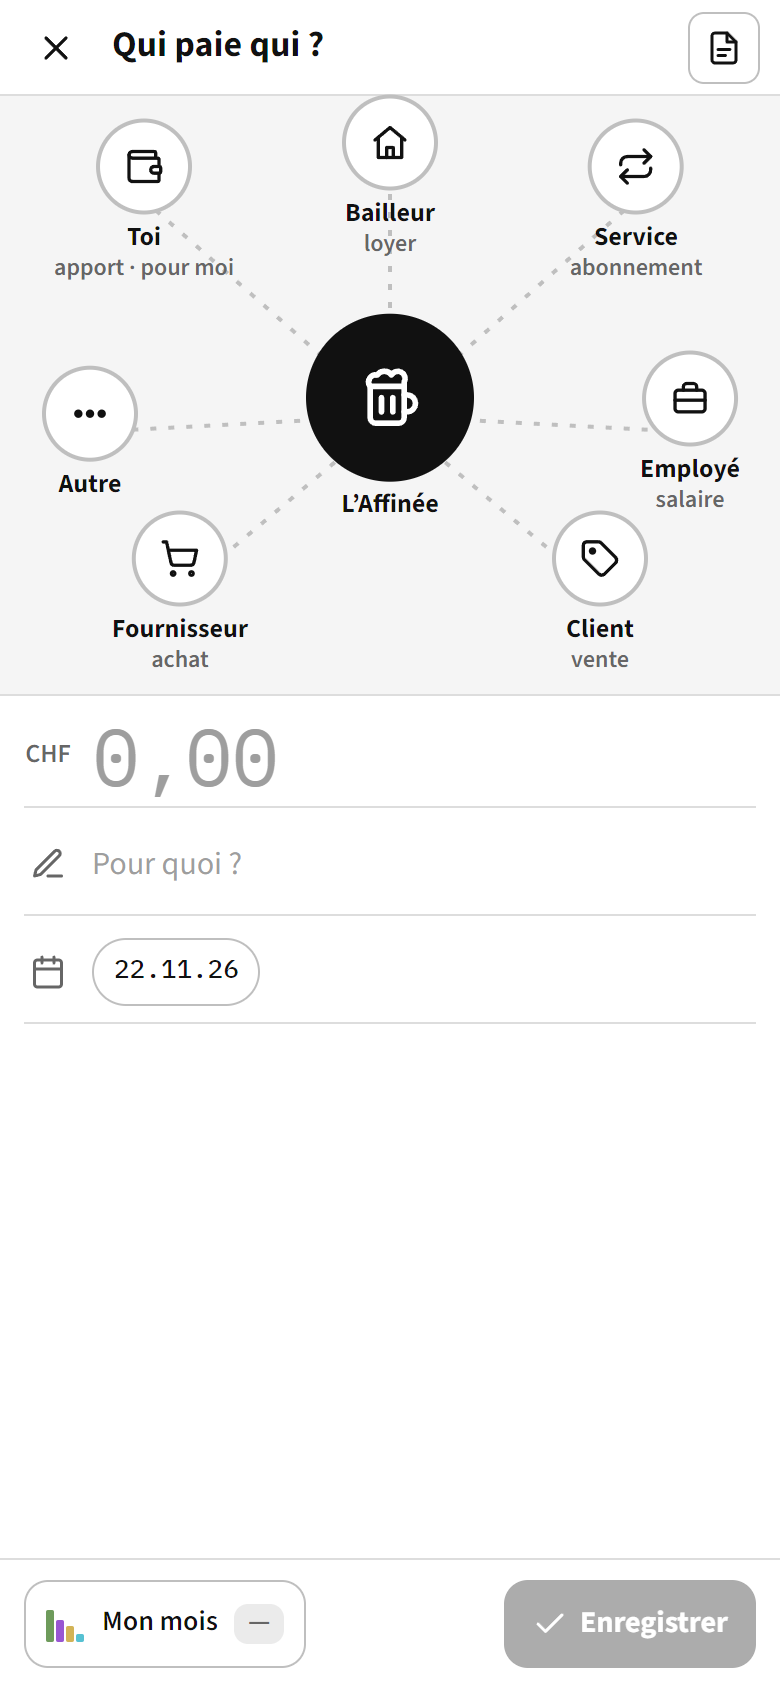 Qui paie qui ?
Bailleur
loyer
Toi
apport · pour moi
Service
abonnement
Autre
Employé
salaire
L’Affinée
Fournisseur
achat
Client
vente
CHF 0,00
Pour quoi ?
22.11.26
Mon mois —
Enregistrer